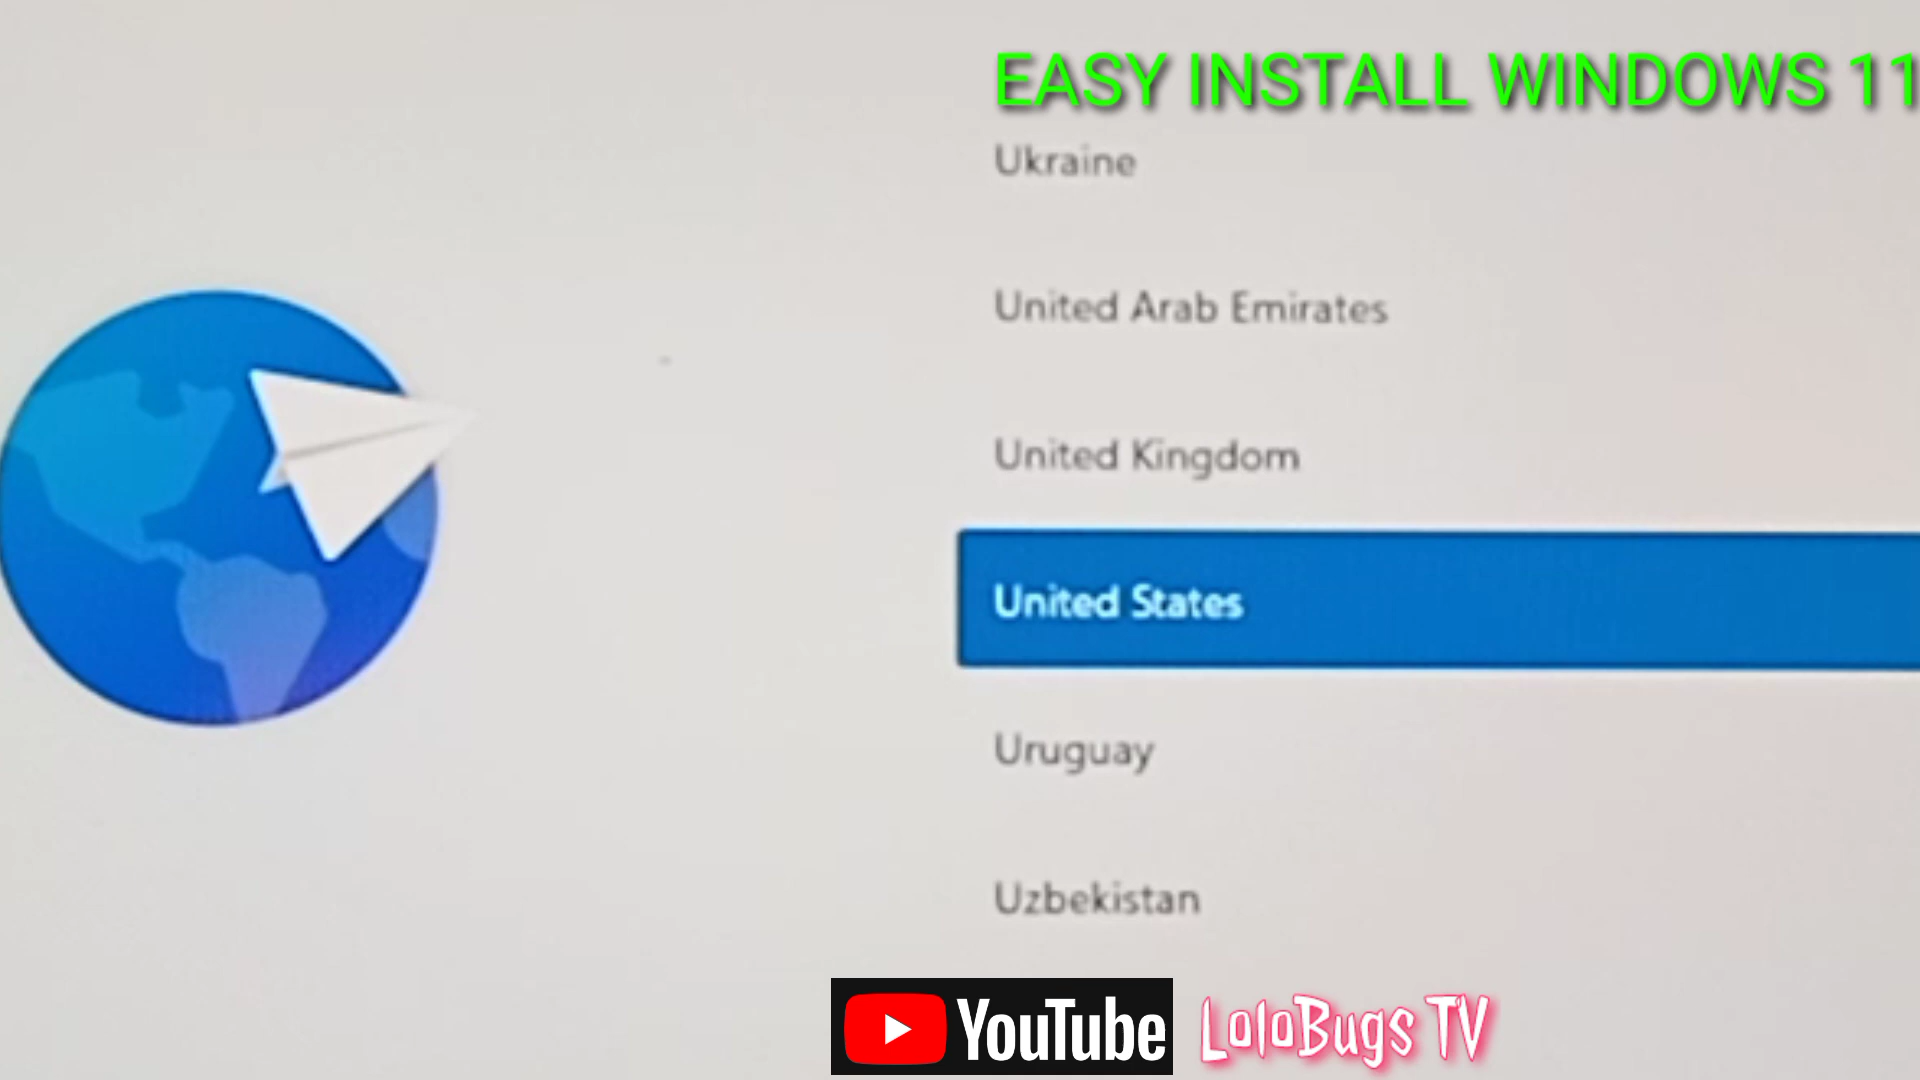 EASY INSTALL WINDOWS 11
Ukraine
United Arab Emirates
United Kingdom
United States
Uruguay
Uzbekistan
YouTube LoloBugs TV